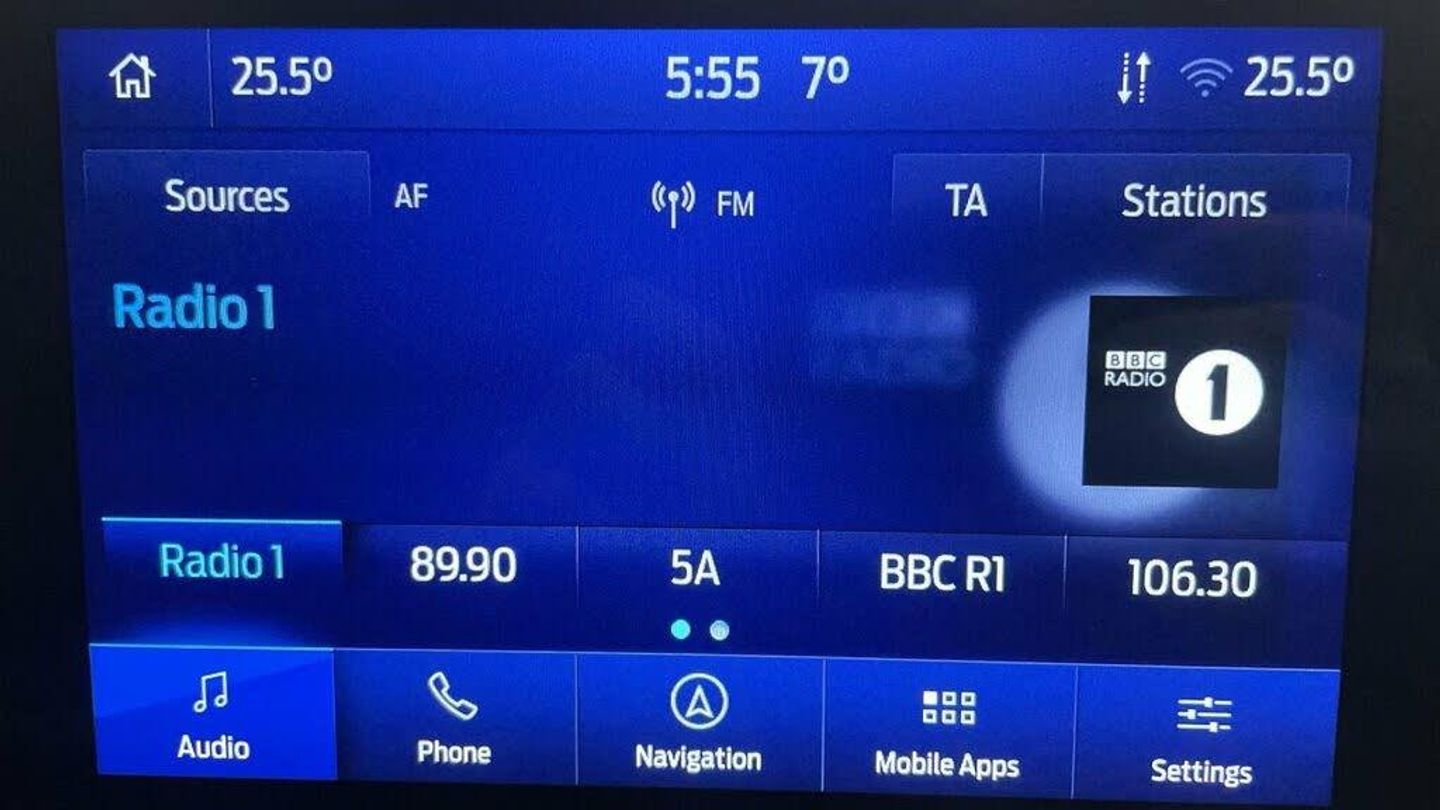 25.5º 5:55 7º 25.5º
Sources AF FM TA Stations
Radio 1
BBC
RADIO 1
Radio 1 89.90 5A BBC R1 106.30
Audio Phone Navigation Mobile Apps Settings